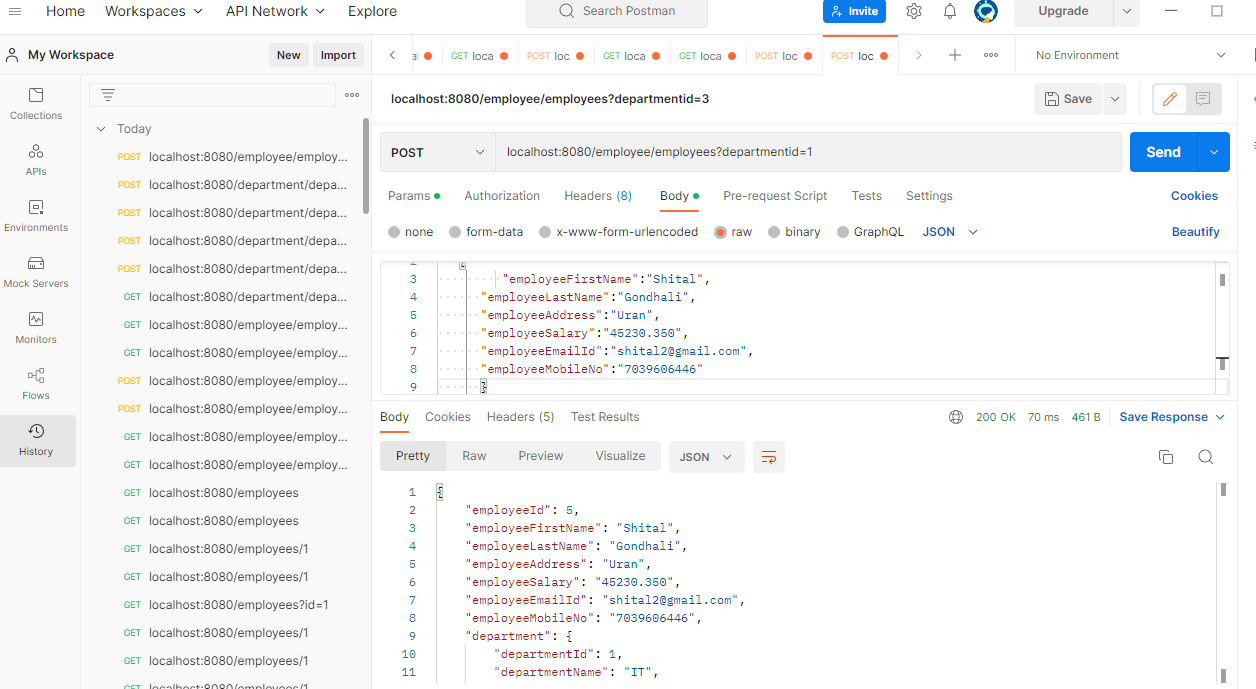 Home Workspaces API Network Explore Search Postman Invite Upgrade
My Workspace New Import
GET loca POST loc GET loca GET loca POST loc POST loc No Environment
Collections
APIs
Environments
Mock Servers
Monitors
Flows
History
Today
POST localhost:8080/employee/employ...
POST localhost:8080/department/depa...
POST localhost:8080/department/depa...
POST localhost:8080/department/depa...
POST localhost:8080/department/depa...
GET localhost:8080/department/depa...
GET localhost:8080/employee/employ...
GET localhost:8080/employee/employ...
POST localhost:8080/employee/employ...
POST localhost:8080/employee/employ...
GET localhost:8080/employee/employ...
GET localhost:8080/employee/employ...
GET localhost:8080/employees
GET localhost:8080/employees
GET localhost:8080/employees/1
GET localhost:8080/employees/1
GET localhost:8080/employees?id=1
GET localhost:8080/employees/1
GET localhost:8080/employees/1
GET localhost:8080/employees/1
localhost:8080/employee/employees?departmentid=3 Save
POST localhost:8080/employee/employees?departmentid=1 Send
Params Authorization Headers (8) Body Pre-request Script Tests Settings Cookies
none form-data x-www-form-urlencoded raw binary GraphQL JSON Beautify
2 {
3 "employeeFirstName":"Shital",
4 "employeeLastName":"Gondhali",
5 "employeeAddress":"Uran",
6 "employeeSalary":"45230.350",
7 "employeeEmailId":"shital2@gmail.com",
8 "employeeMobileNo":"7039606446"
9 }
Body Cookies Headers (5) Test Results 200 OK 70 ms 461 B Save Response
Pretty Raw Preview Visualize JSON
1 {
2 "employeeId": 5,
3 "employeeFirstName": "Shital",
4 "employeeLastName": "Gondhali",
5 "employeeAddress": "Uran",
6 "employeeSalary": "45230.350",
7 "employeeEmailId": "shital2@gmail.com",
8 "employeeMobileNo": "7039606446",
9 "department": {
10 "departmentId": 1,
11 "departmentName": "IT",